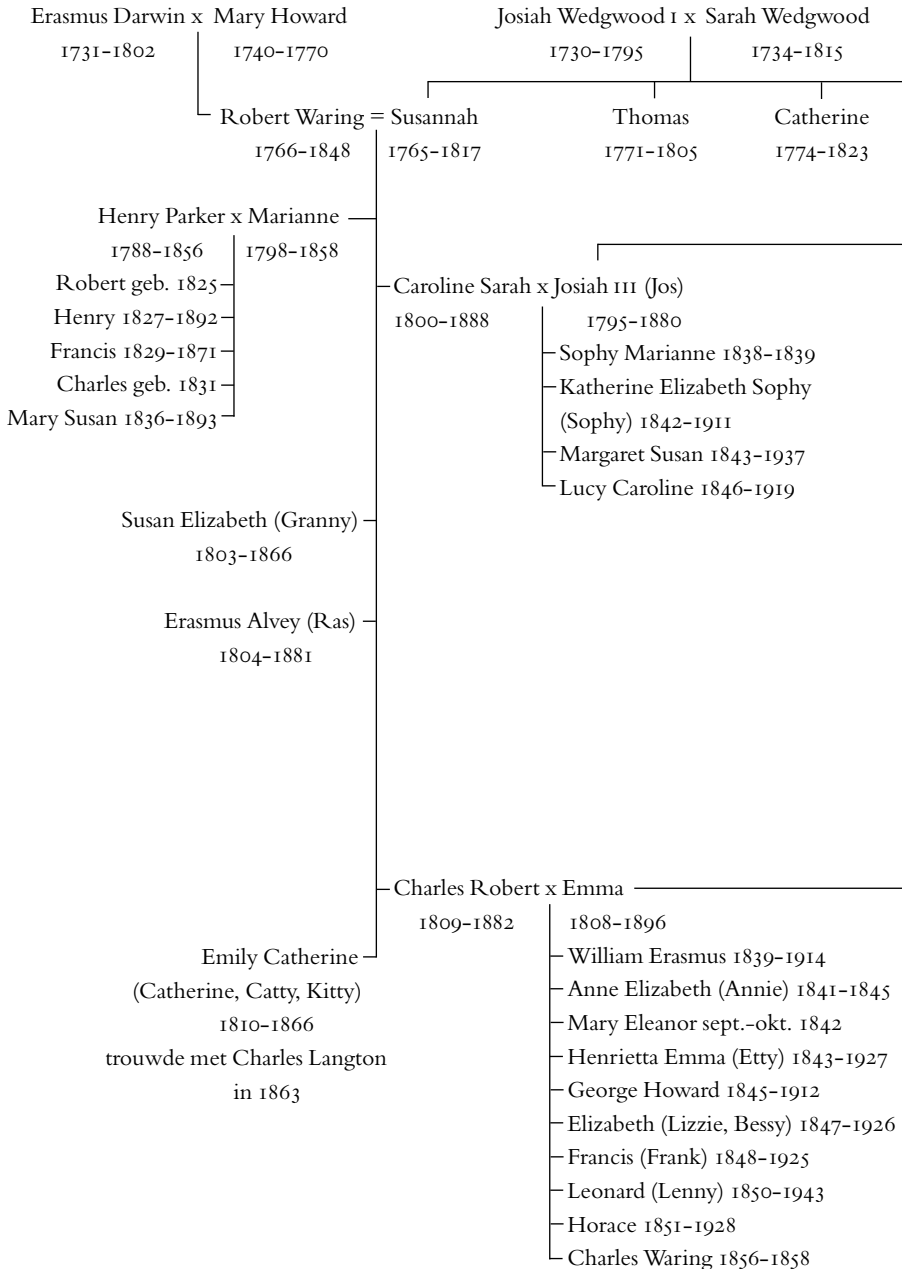 Erasmus Darwin x Mary Howard
1731-1802 1740-1770
Josiah Wedgwood I x Sarah Wedgwood
1730-1795 1734-1815
Robert Waring = Susannah
1766-1848 1765-1817
Thomas
1771-1805
Catherine
1774-1823
Henry Parker x Marianne
1788-1856 1798-1858
Robert geb. 1825
Henry 1827-1892
Francis 1829-1871
Charles geb. 1831
Mary Susan 1836-1893
Caroline Sarah x Josiah III (Jos)
1800-1888 1795-1880
Sophy Marianne 1838-1839
Katherine Elizabeth Sophy
(Sophy) 1842-1911
Margaret Susan 1843-1937
Lucy Caroline 1846-1919
Susan Elizabeth (Granny)
1803-1866
Erasmus Alvey (Ras)
1804-1881
Charles Robert x Emma
1809-1882 1808-1896
William Erasmus 1839-1914
Anne Elizabeth (Annie) 1841-1845
Mary Eleanor sept.-okt. 1842
Henrietta Emma (Etty) 1843-1927
George Howard 1845-1912
Elizabeth (Lizzie, Bessy) 1847-1926
Francis (Frank) 1848-1925
Leonard (Lenny) 1850-1943
Horace 1851-1928
Charles Waring 1856-1858
Emily Catherine
(Catherine, Catty, Kitty)
1810-1866
trouwde met Charles Langton
in 1863